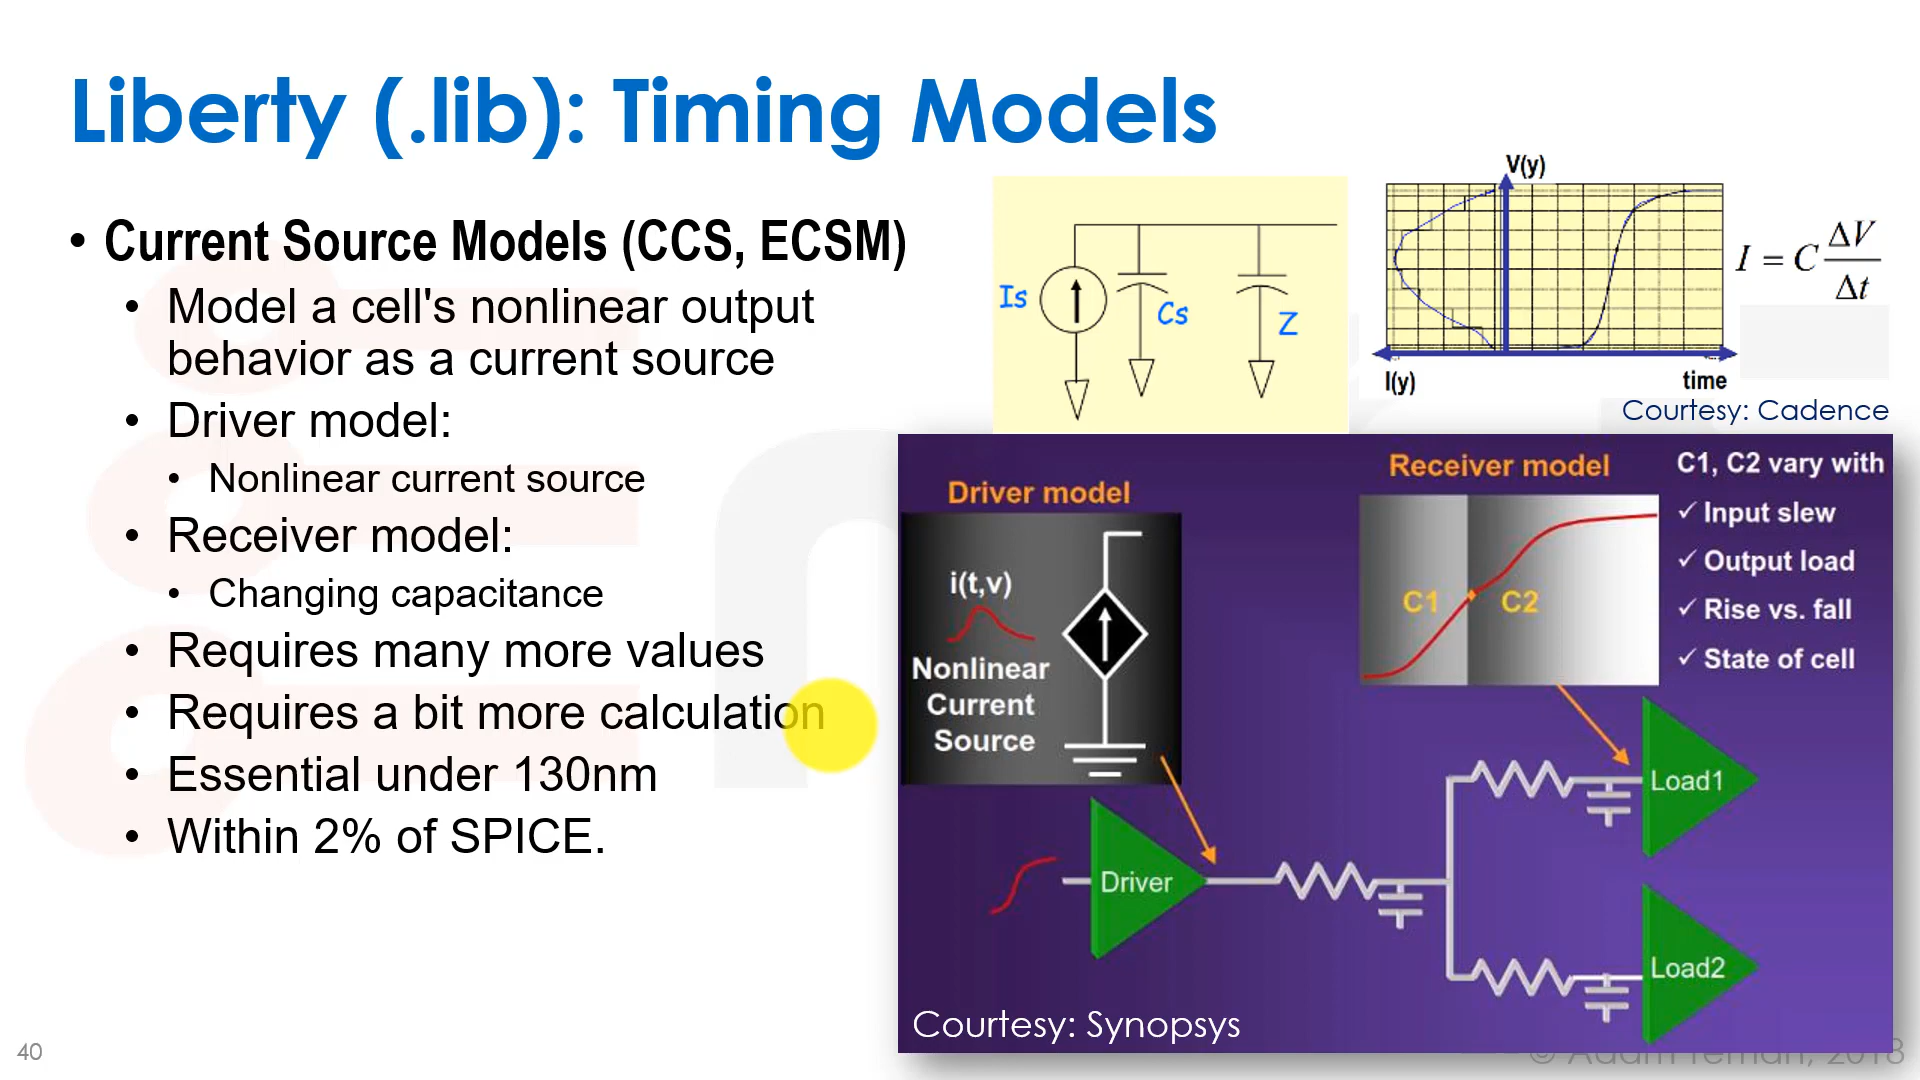 Liberty (.lib): Timing Models
• Current Source Models (CCS, ECSM)
• Model a cell's nonlinear output
behavior as a current source
• Driver model:
• Nonlinear current source
• Receiver model:
• Changing capacitance
• Requires many more values
• Requires a bit more calculation
• Essential under 130nm
• Within 2% of SPICE.
Is
Cs
Z
V(y)
I(y)
time
I = C ΔV/Δt
Courtesy: Cadence
Driver model
i(t,v)
Nonlinear
Current
Source
Receiver model
C1
C2
C1, C2 vary with
✓ Input slew
✓ Output load
✓ Rise vs. fall
✓ State of cell
Driver
Load1
Load2
Courtesy: Synopsys
40
© Adam Teman, 2018